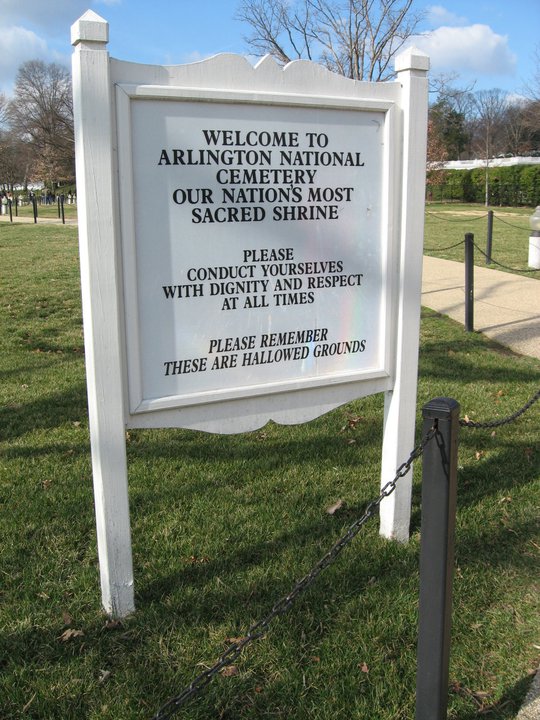 WELCOME TO
ARLINGTON NATIONAL
CEMETERY
OUR NATION'S MOST
SACRED SHRINE
PLEASE
CONDUCT YOURSELVES
WITH DIGNITY AND RESPECT
AT ALL TIMES
PLEASE REMEMBER
THESE ARE HALLOWED GROUNDS